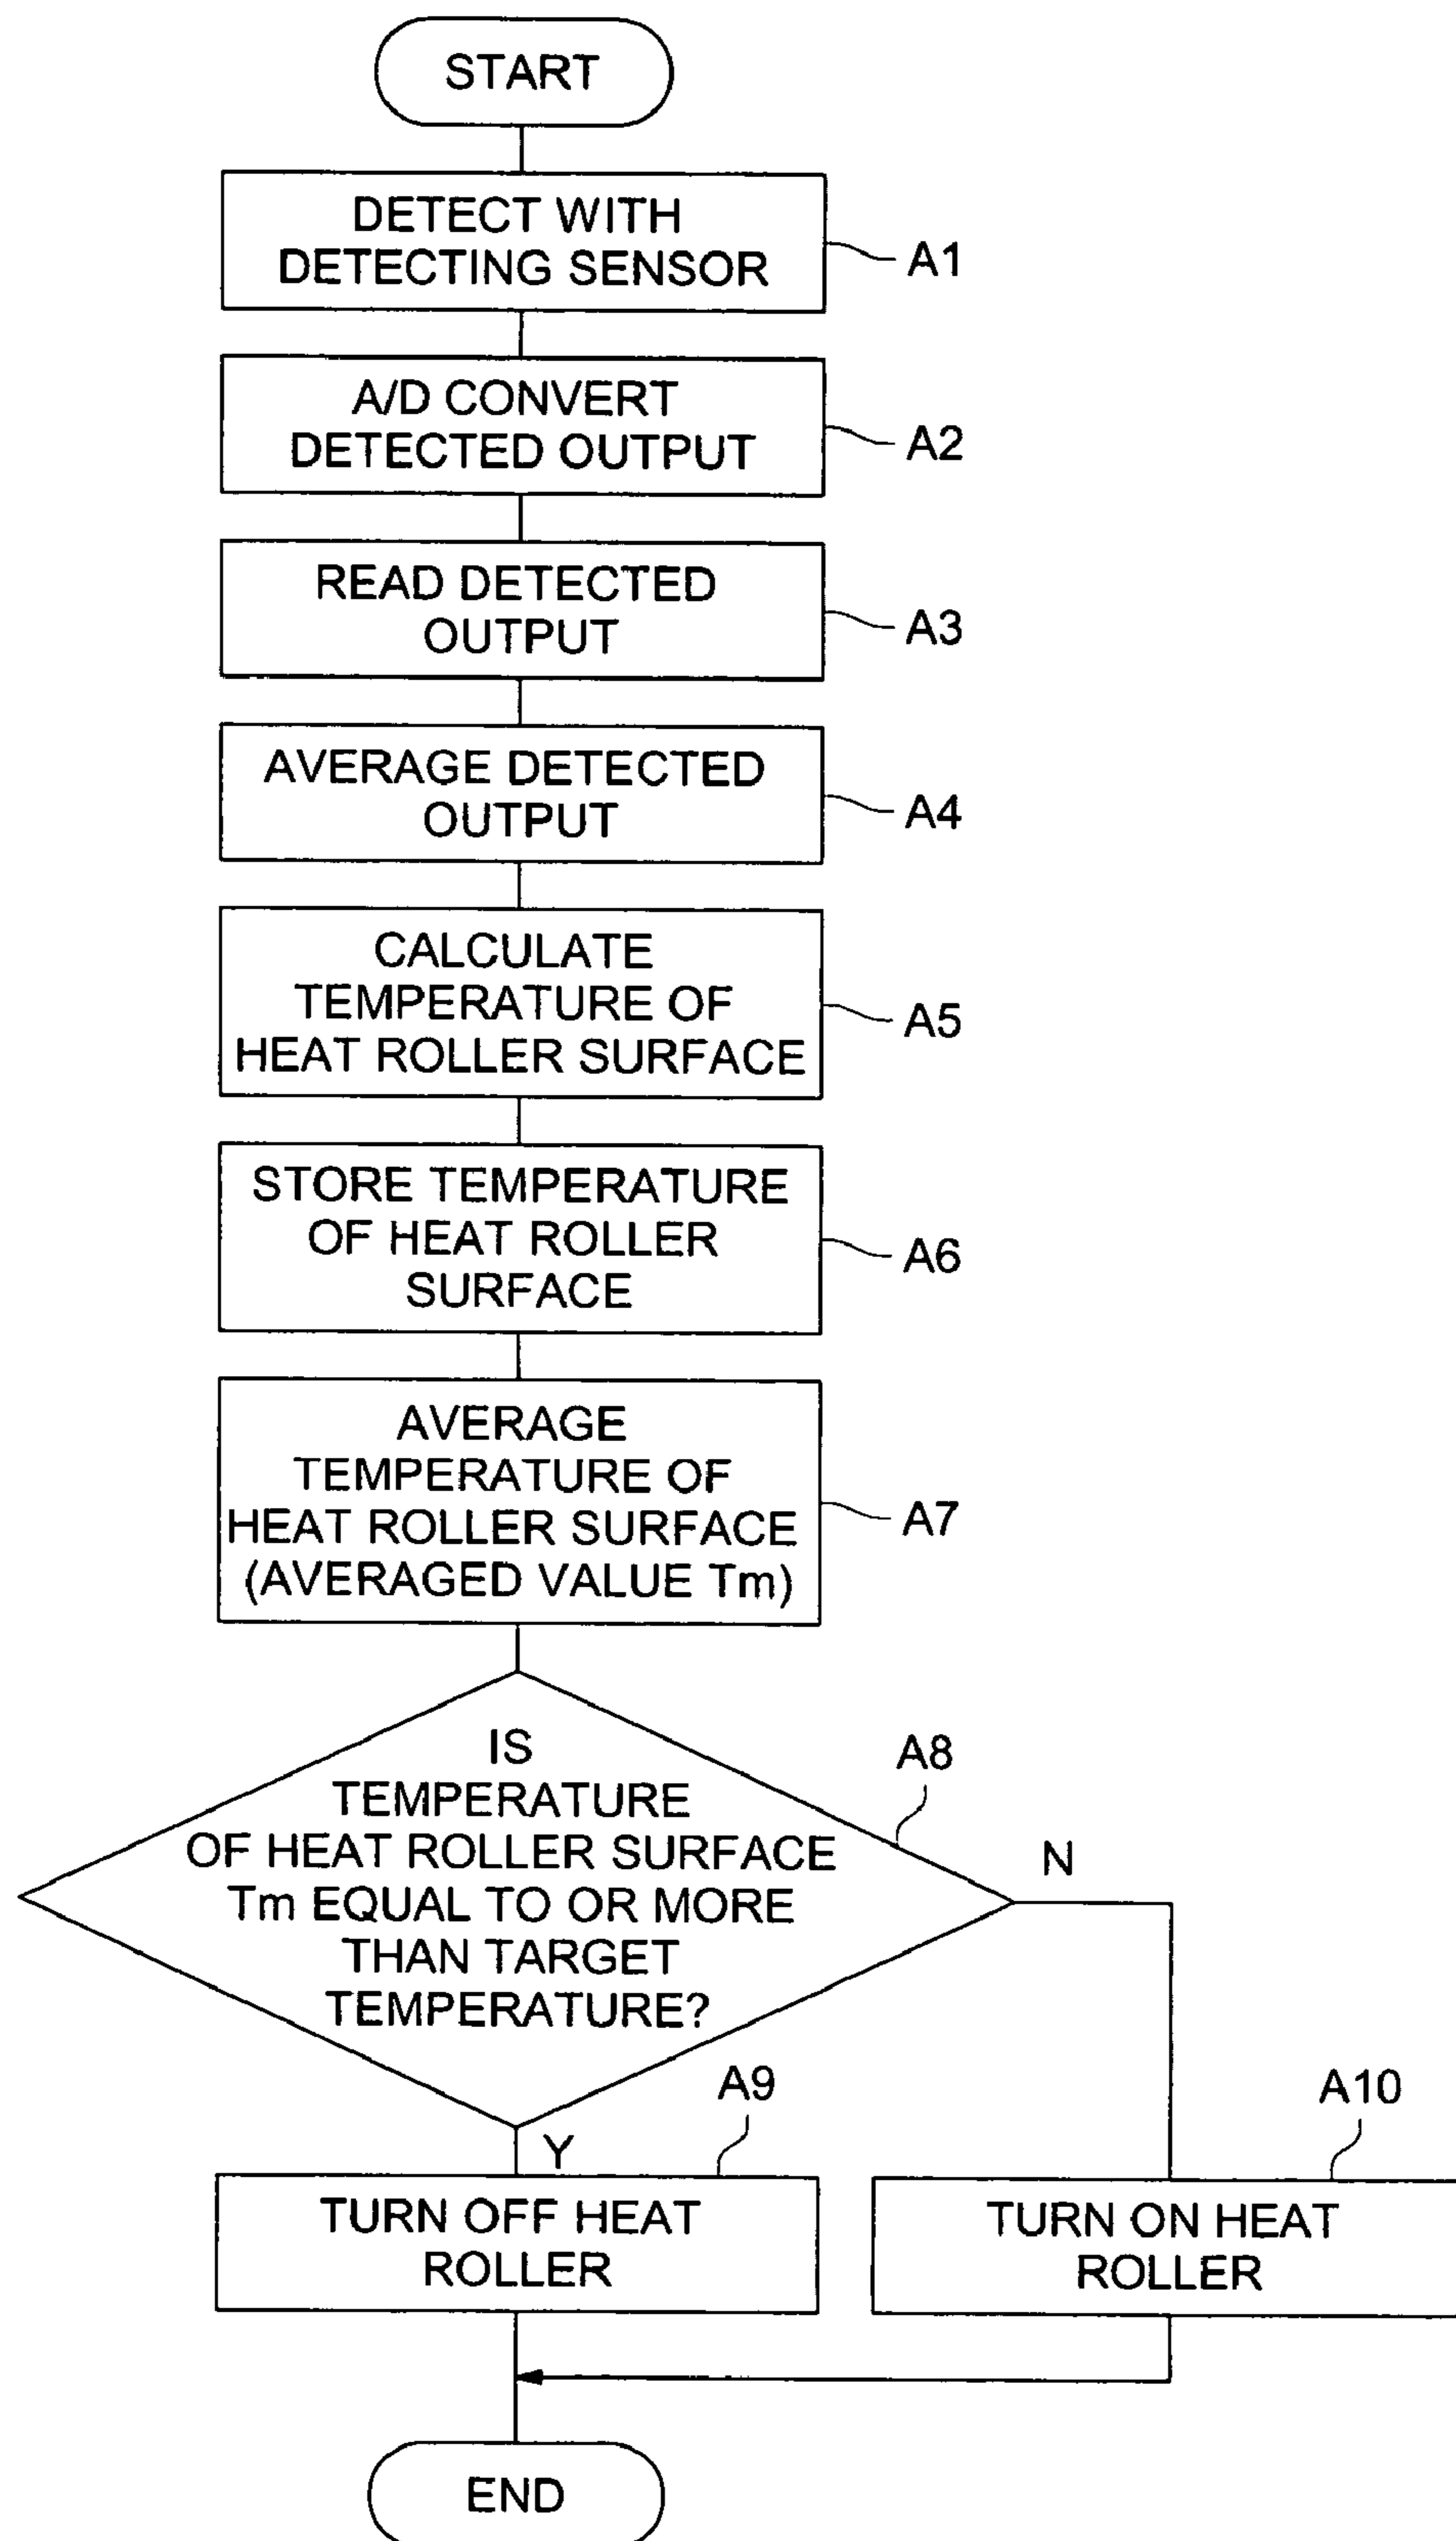 START
DETECT WITH
DETECTING SENSOR
A1
A/D CONVERT
DETECTED OUTPUT
A2
READ DETECTED
OUTPUT
A3
AVERAGE DETECTED
OUTPUT
A4
CALCULATE
TEMPERATURE OF
HEAT ROLLER SURFACE
A5
STORE TEMPERATURE
OF HEAT ROLLER
SURFACE
A6
AVERAGE
TEMPERATURE OF
HEAT ROLLER SURFACE
(AVERAGED VALUE Tm)
A7
IS
TEMPERATURE
OF HEAT ROLLER SURFACE
Tm EQUAL TO OR MORE
THAN TARGET
TEMPERATURE?
A8
N
Y
A9
TURN OFF HEAT
ROLLER
A10
TURN ON HEAT
ROLLER
END